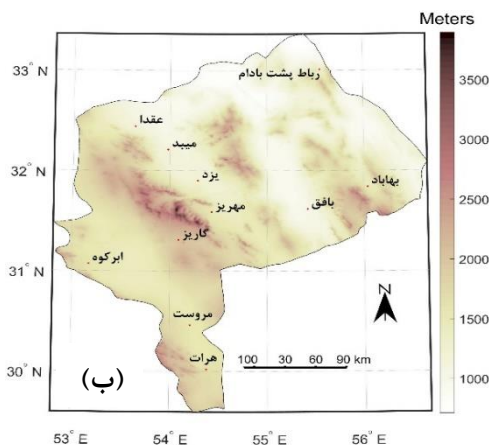 Meters
3500
3000
2500
2000
1500
1000
33° N
32° N
31° N
30° N
53° E
54° E
55° E
56° E
رباط پشت بادام
عقدا
میبد
یزد
بهاباد
مهریز
بافق
گاریز
ابرکوه
مروست
هرات
N
100 30 60 90 km
(ب)